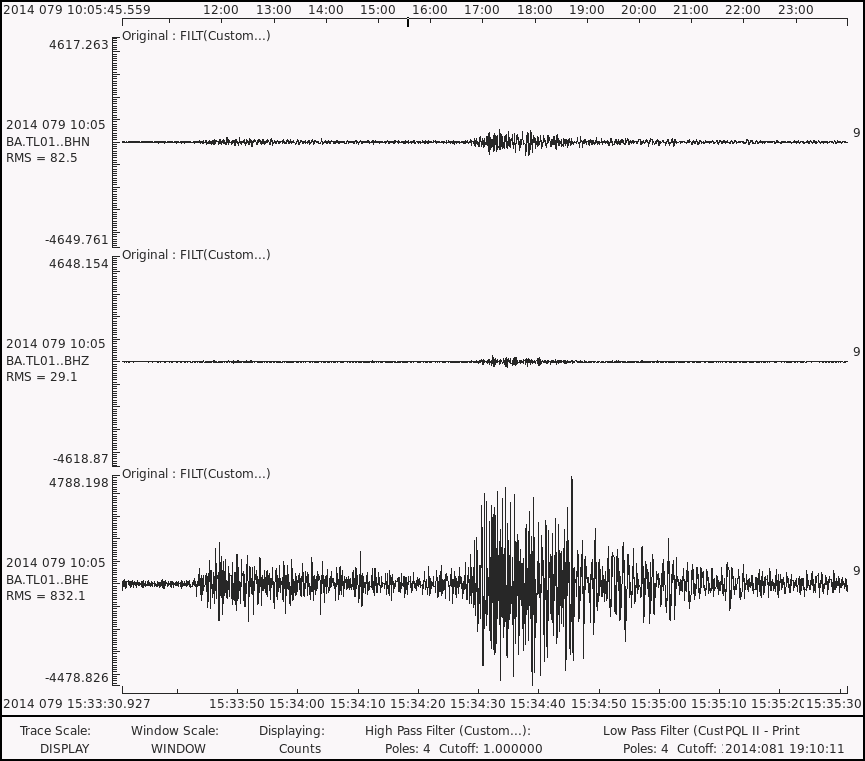 2014 079 10:05:45.559 12:00 13:00 14:00 15:00 16:00 17:00 18:00 19:00 20:00 21:00 22:00 23:00
Original : FILT(Custom...)
4617.263
2014 079 10:05
9
BA.TL01..BHN
RMS = 82.5
-4649.761
Original : FILT(Custom...)
4648.154
2014 079 10:05
9
BA.TL01..BHZ
RMS = 29.1
-4618.87
Original : FILT(Custom...)
4788.198
2014 079 10:05
9
BA.TL01..BHE
RMS = 832.1
-4478.826
2014 079 15:33:30.927 15:33:50 15:34:00 15:34:10 15:34:20 15:34:30 15:34:40 15:34:50 15:35:00 15:35:10 15:35:20 15:35:30
Trace Scale: Window Scale: Displaying: High Pass Filter (Custom...): Low Pass Filter (Cust PQL II - Print
DISPLAY WINDOW Counts Poles: 4 Cutoff: 1.000000 Poles: 4 Cutoff: 2014:081 19:10:11